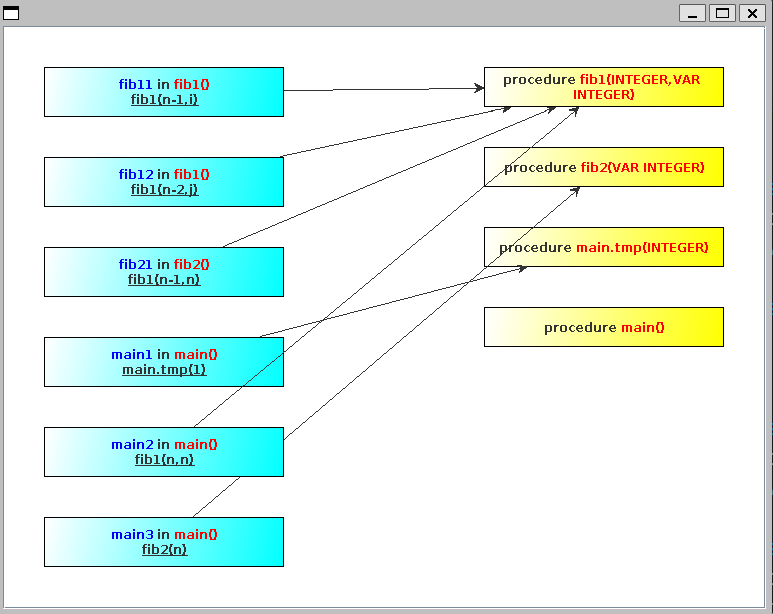 fib11 in fib1()
fib1(n-1,i)
procedure fib1(INTEGER,VAR
INTEGER)
fib12 in fib1()
fib1(n-2,j)
procedure fib2(VAR INTEGER)
fib21 in fib2()
fib1(n-1,n)
procedure main.tmp(INTEGER)
main1 in main()
main.tmp(1)
procedure main()
main2 in main()
fib1(n,n)
main3 in main()
fib2(n)